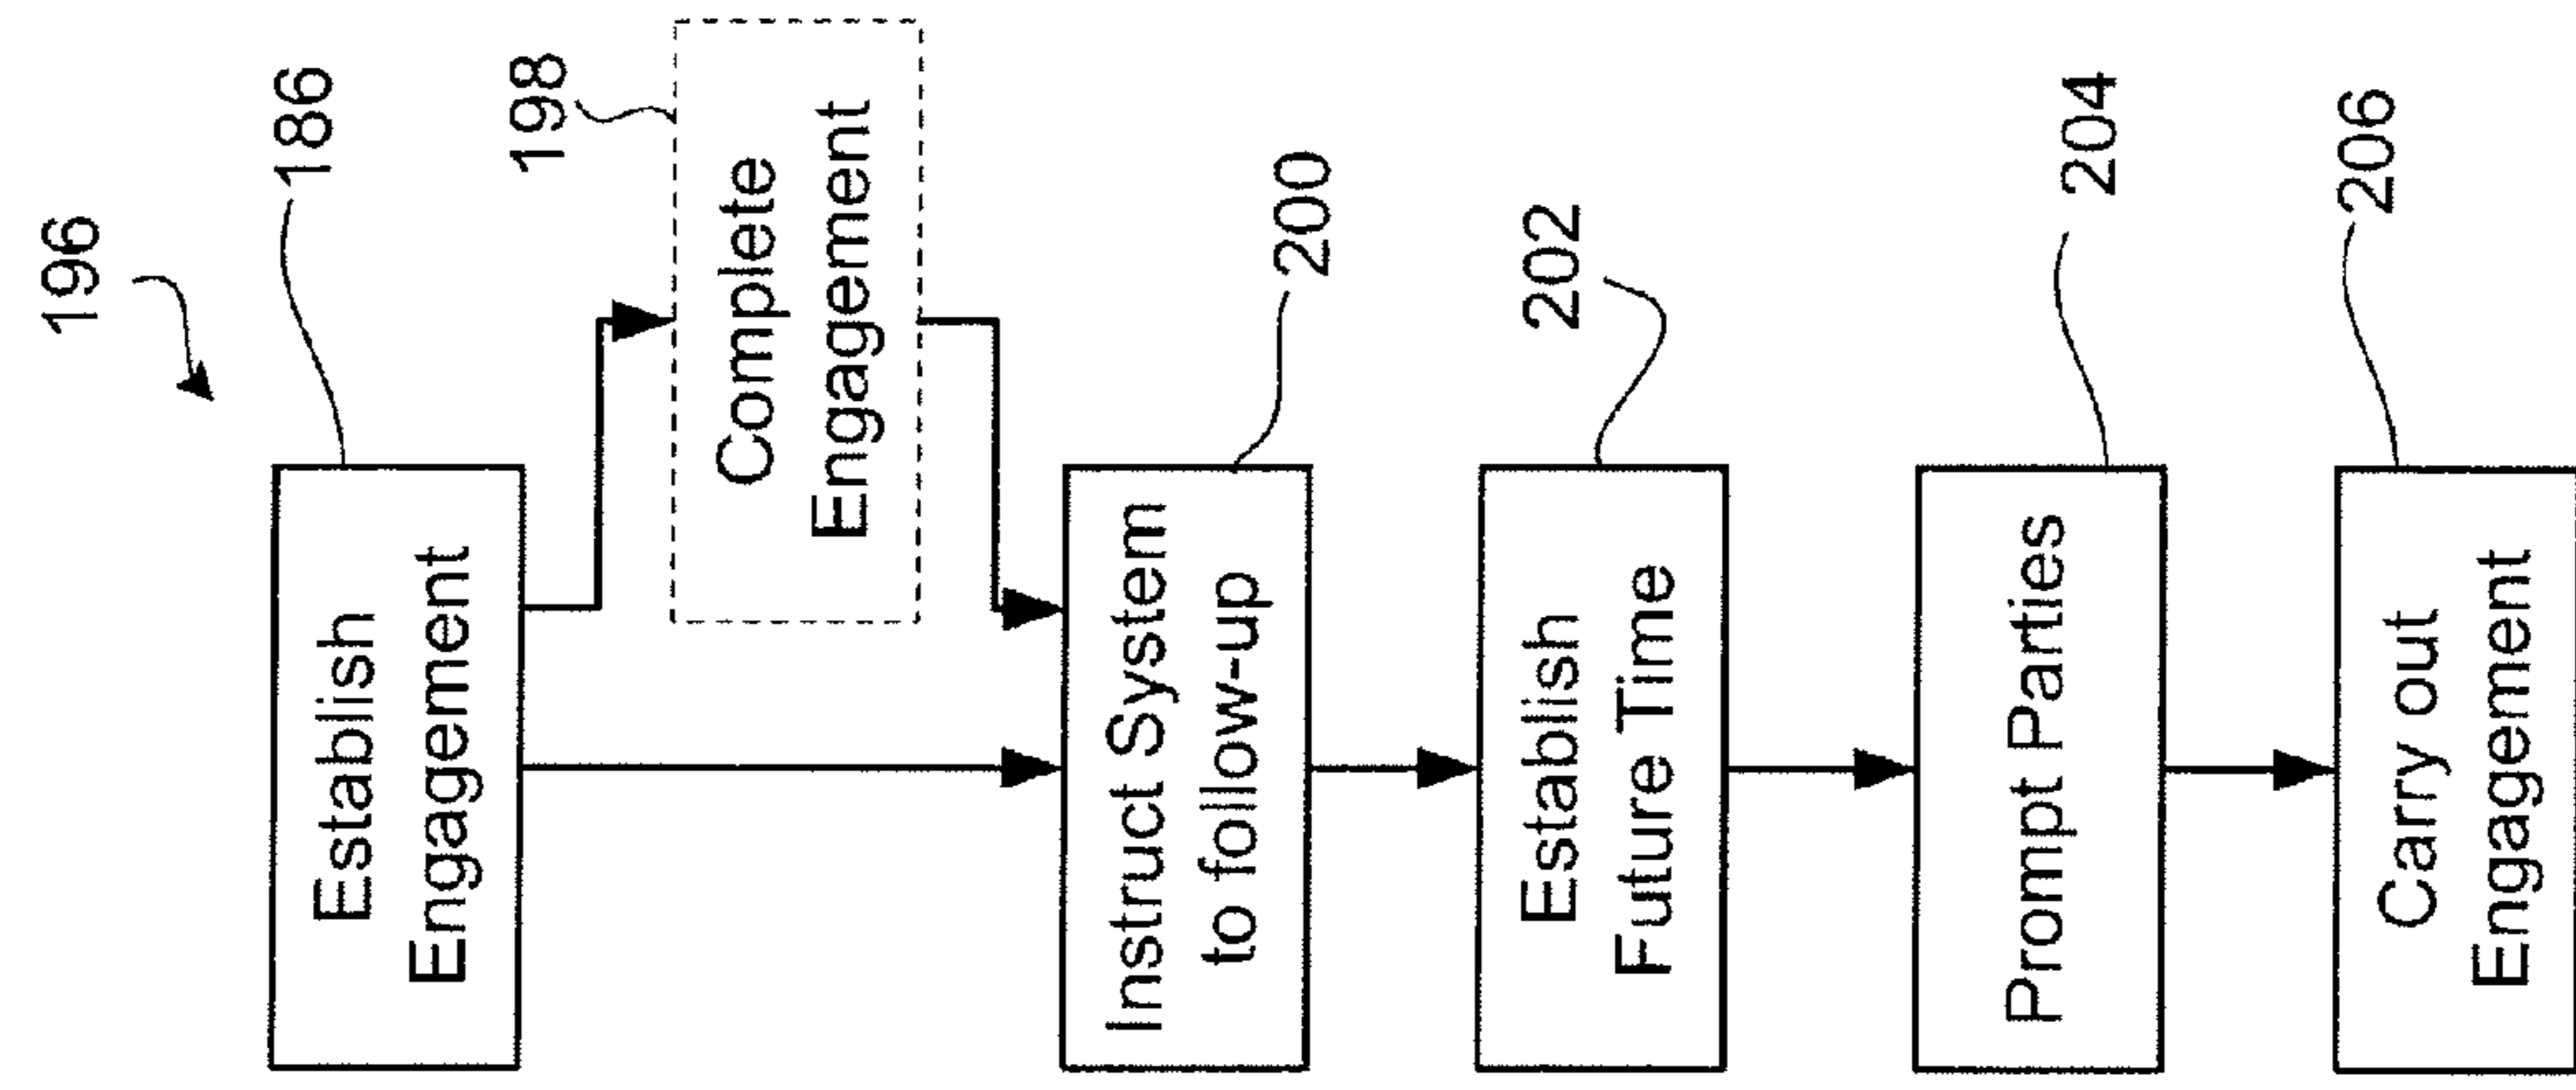 196
186
Establish
Engagement
198
Complete
Engagement
200
Instruct System
to follow-up
202
Establish
Future Time
204
Prompt Parties
206
Carry out
Engagement